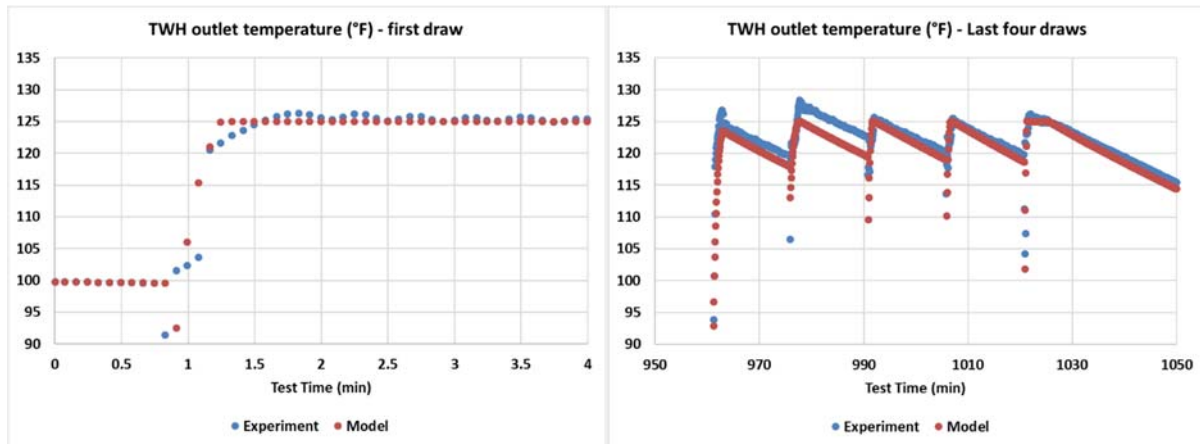 TWH outlet temperature (°F) - first draw
135
130
125
120
115
110
105
100
95
90
0 0.5 1 1.5 2 2.5 3 3.5 4
Test Time (min)
Experiment Model
TWH outlet temperature (°F) - Last four draws
135
130
125
120
115
110
105
100
95
90
950 970 990 1010 1030 1050
Test Time (min)
Experiment Model